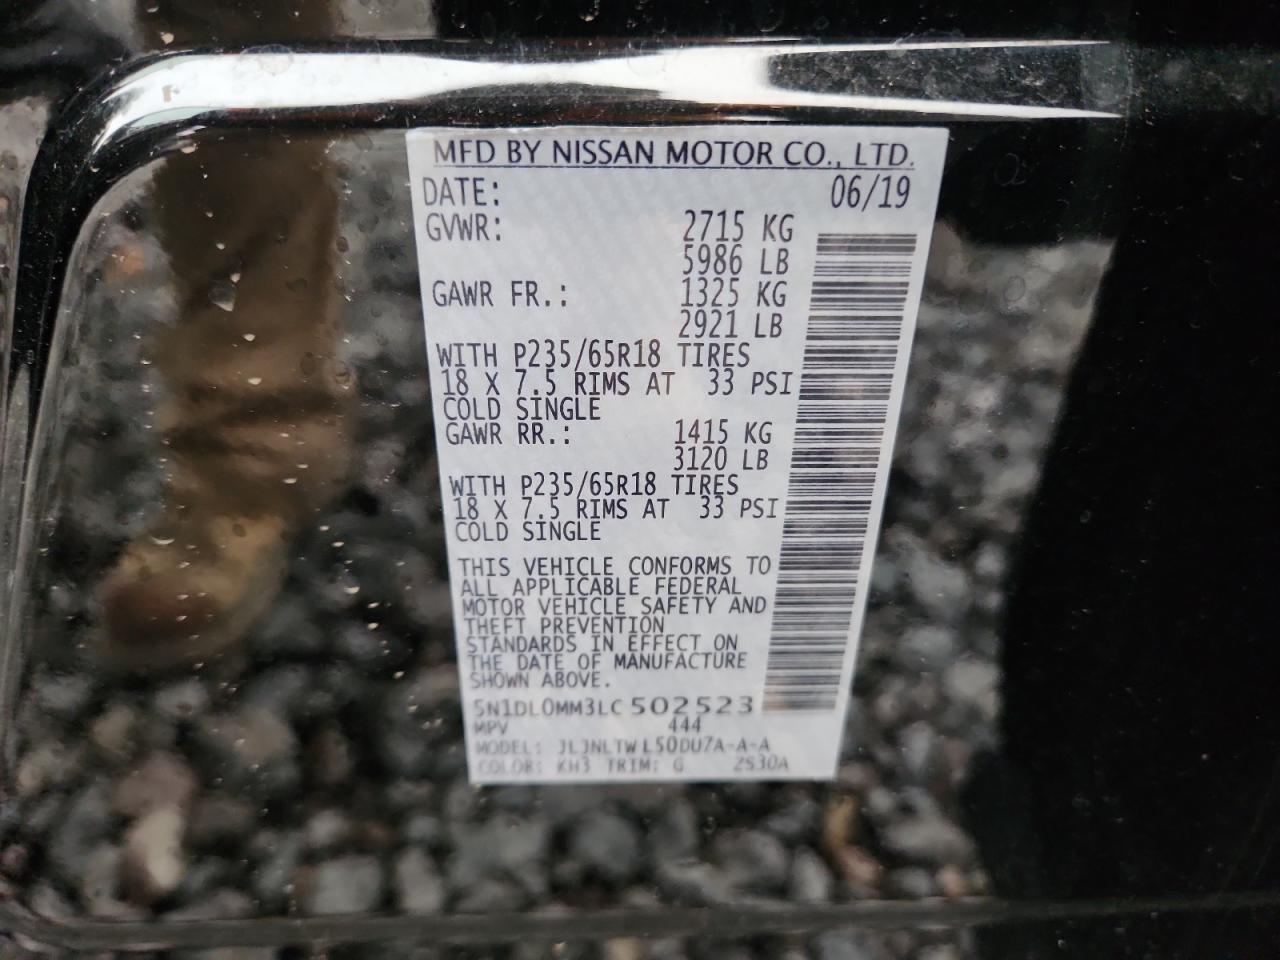 MFD BY NISSAN MOTOR CO., LTD.
DATE: 06/19
GVWR: 2715 KG
5986 LB
GAWR FR.: 1325 KG
2921 LB
WITH P235/65R18 TIRES
18 X 7.5 RIMS AT 33 PSI
COLD SINGLE
GAWR RR.: 1415 KG
3120 LB
WITH P235/65R18 TIRES
18 X 7.5 RIMS AT 33 PSI
COLD SINGLE
THIS VEHICLE CONFORMS TO
ALL APPLICABLE FEDERAL
MOTOR VEHICLE SAFETY AND
THEFT PREVENTION
STANDARDS IN EFFECT ON
THE DATE OF MANUFACTURE
SHOWN ABOVE.
5N1DL0MM3LC 502523
MPV 444
MODEL: JLJNLTWL50DU7A-A-A
COLOR: KH3 TRIM: G 2S30A